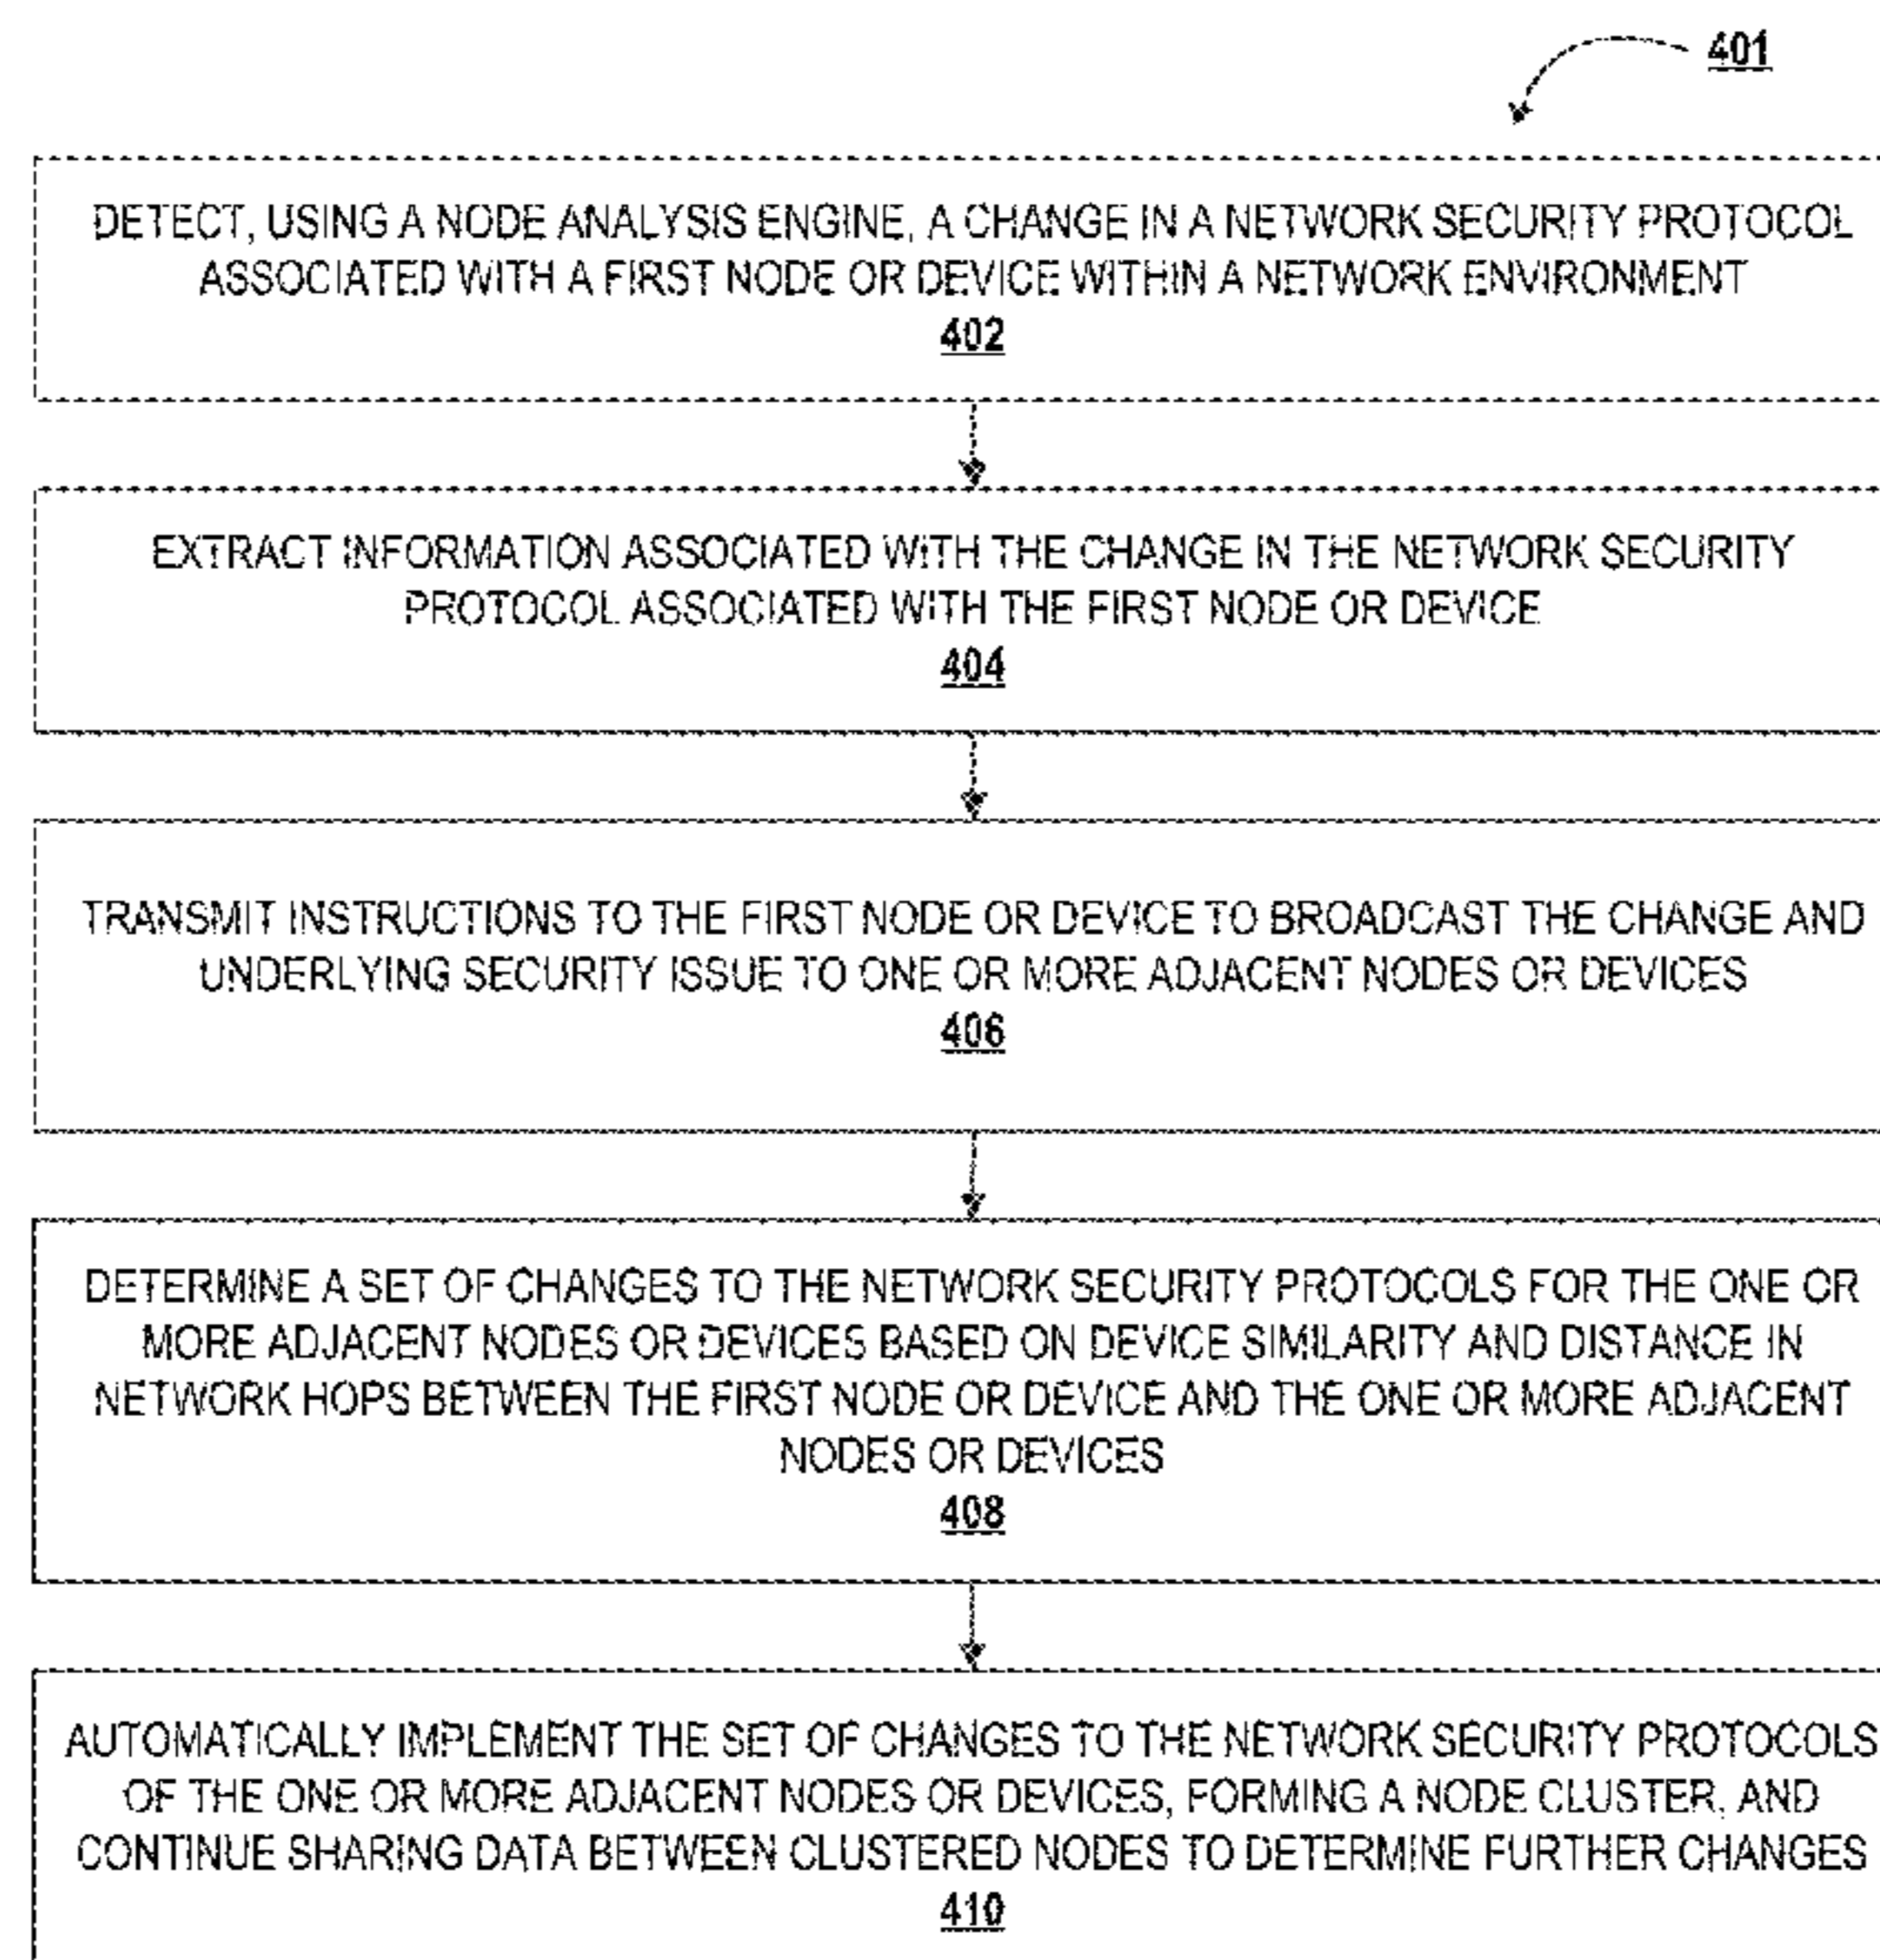 401
DETECT, USING A NODE ANALYSIS ENGINE, A CHANGE IN A NETWORK SECURITY PROTOCOL
ASSOCIATED WITH A FIRST NODE OR DEVICE WITHIN A NETWORK ENVIRONMENT
402
EXTRACT INFORMATION ASSOCIATED WITH THE CHANGE IN THE NETWORK SECURITY
PROTOCOL ASSOCIATED WITH THE FIRST NODE OR DEVICE
404
TRANSMIT INSTRUCTIONS TO THE FIRST NODE OR DEVICE TO BROADCAST THE CHANGE AND
UNDERLYING SECURITY ISSUE TO ONE OR MORE ADJACENT NODES OR DEVICES
406
DETERMINE A SET OF CHANGES TO THE NETWORK SECURITY PROTOCOLS FOR THE ONE OR
MORE ADJACENT NODES OR DEVICES BASED ON DEVICE SIMILARITY AND DISTANCE IN
NETWORK HOPS BETWEEN THE FIRST NODE OR DEVICE AND THE ONE OR MORE ADJACENT
NODES OR DEVICES
408
AUTOMATICALLY IMPLEMENT THE SET OF CHANGES TO THE NETWORK SECURITY PROTOCOLS
OF THE ONE OR MORE ADJACENT NODES OR DEVICES, FORMING A NODE CLUSTER, AND
CONTINUE SHARING DATA BETWEEN CLUSTERED NODES TO DETERMINE FURTHER CHANGES
410